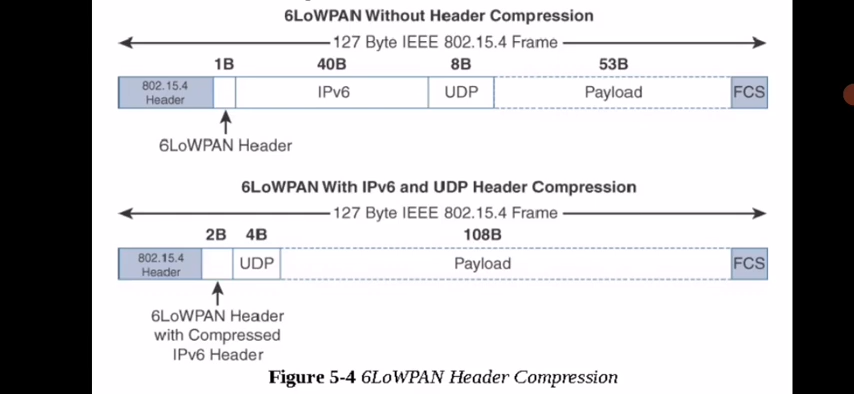 6LoWPAN Without Header Compression
127 Byte IEEE 802.15.4 Frame
1B 40B 8B 53B
802.15.4
Header
IPv6
UDP
Payload
FCS
6LoWPAN Header
6LoWPAN With IPv6 and UDP Header Compression
127 Byte IEEE 802.15.4 Frame
2B 4B 108B
802.15.4
Header
UDP
Payload
FCS
6LoWPAN Header
with Compressed
IPv6 Header
Figure 5-4 6LoWPAN Header Compression